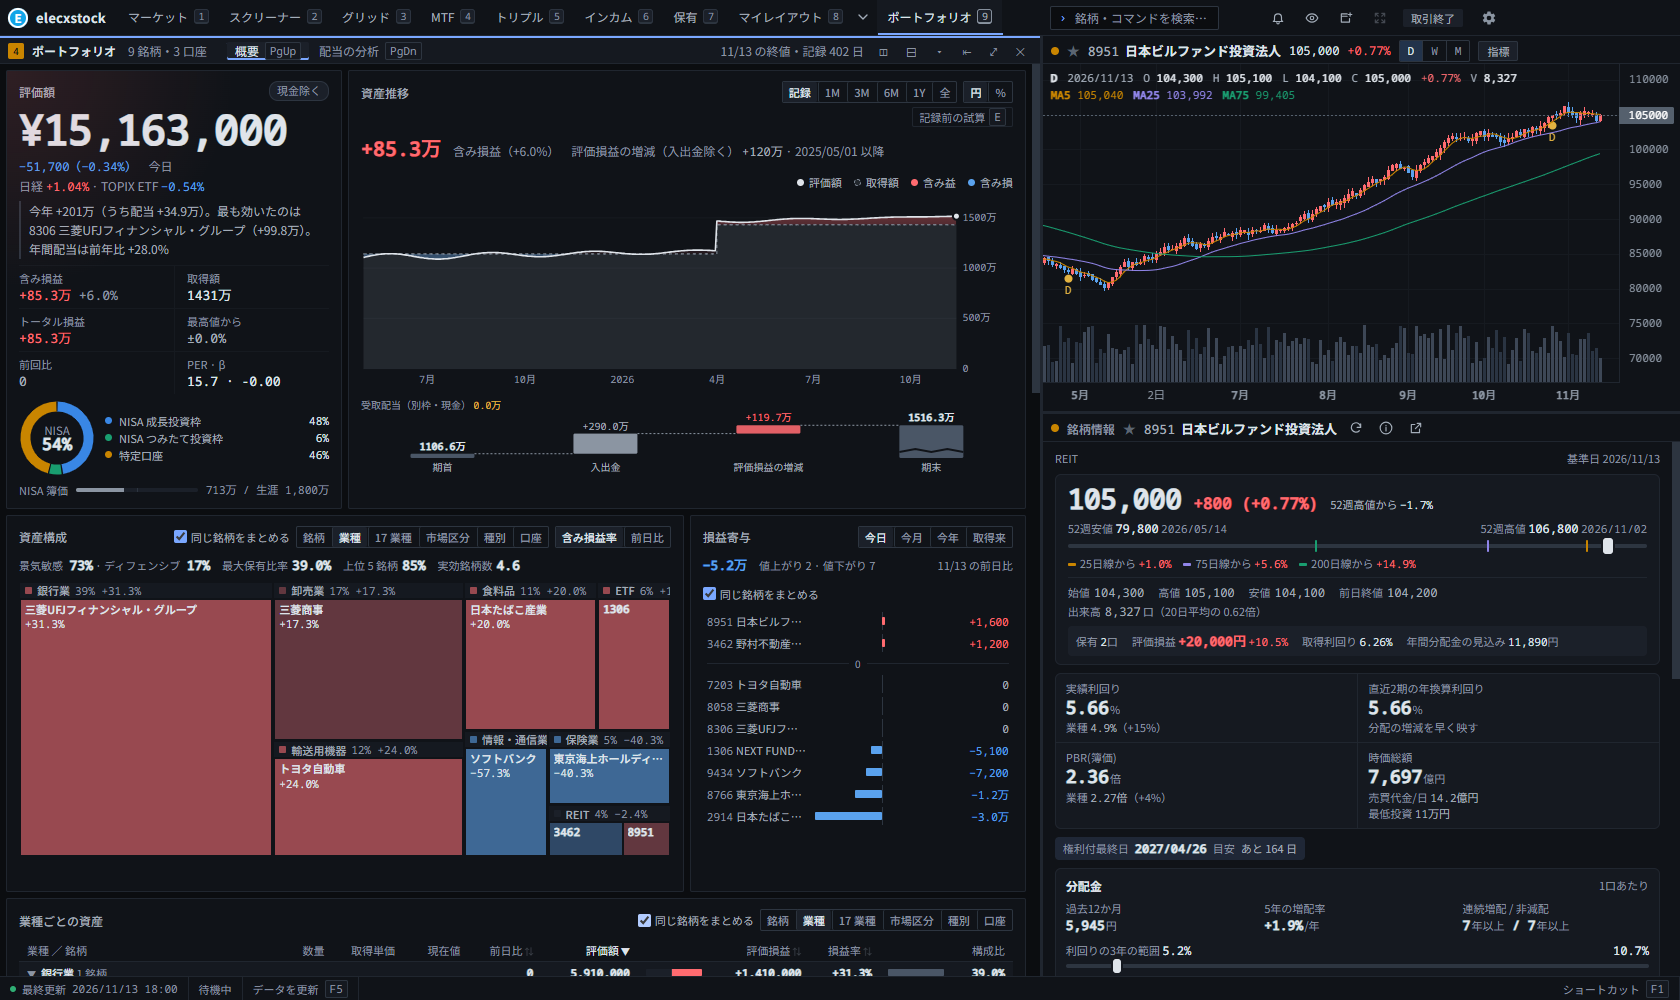 elecxstock マーケット 1 スクリーナー 2 グリッド 3 MTF 4 トリプル 5 インカム 6 保有 7 マイレイアウト 8 ポートフォリオ 9 › 銘柄・コマンドを検索… 取引終了
4 ポートフォリオ 9 銘柄・3 口座 概要 PgUp 配当の分析 PgDn 11/13 の終値・記録 402 日
評価額 現金除く
¥15,163,000
−51,700 (−0.34%) 今日
日経 +1.04%・TOPIX ETF −0.54%
今年 +201万（うち配当 +34.9万）。最も効いたのは
8306 三菱UFJフィナンシャル・グループ（+99.8万）。
年間配当は前年比 +28.0%
含み損益 取得額
+85.3万 +6.0% 1431万
トータル損益 最高値から
+85.3万 ±0.0%
前回比 PER・β
0 15.7 · -0.00
NISA 54%
NISA 成長投資枠 48%
NISA つみたて投資枠 6%
特定口座 46%
NISA 簿価 713万 / 生涯 1,800万
資産推移 記録 1M 3M 6M 1Y 全 円 %
記録前の試算 E
+85.3万 含み損益（+6.0%） 評価損益の増減（入出金除く）+120万・2025/05/01 以降
評価額 取得額 含み益 含み損
1500万
1000万
500万
0
7月 10月 2026 4月 7月 10月
受取配当（別枠・現金）0.0万
1106.6万 +290.0万 +119.7万 1516.3万
期首 入出金 評価損益の増減 期末
資産構成 同じ銘柄をまとめる 銘柄 業種 17 業種 市場区分 種別 口座 含み損益率 前日比
景気敏感 73%・ディフェンシブ 17% 最大保有比率 39.0% 上位 5 銘柄 85% 実効銘柄数 4.6
銀行業 39% +31.3% 卸売業 17% +17.3% 食料品 11% +20.0% ETF 6% +1
三菱UFJフィナンシャル・グループ
+31.3%
三菱商事
+17.3%
日本たばこ産業
+20.0%
1306
輸送用機器 12% +24.0% 情報・通信業 保険業 5% −40.3%
トヨタ自動車
+24.0%
ソフトバンク
−57.3%
東京海上ホールディ…
−40.3%
REIT 4% −2.4%
3462 8951
損益寄与 今日 今月 今年 取得来
−5.2万 値上がり 2・値下がり 7 11/13 の前日比
同じ銘柄をまとめる
8951 日本ビルフ… +1,600
3462 野村不動産… +1,200
0
7203 トヨタ自動車 0
8058 三菱商事 0
8306 三菱UFJフ… 0
1306 NEXT FUND… −5,100
9434 ソフトバンク −7,200
8766 東京海上ホ… −1.2万
2914 日本たばこ… −3.0万
業種ごとの資産 同じ銘柄をまとめる 銘柄 業種 17 業種 市場区分 種別 口座
業種 ／ 銘柄 数量 取得単価 現在値 前日比 評価額▼ 評価損益 損益率 構成比
▼ 銀行業 1 銘柄 0 5,910,000 +1,410,000 +31.3% 39.0%
★ 8951 日本ビルファンド投資法人 105,000 +0.77% D W M 指標
D 2026/11/13 O 104,300 H 105,100 L 104,100 C 105,000 +0.77% V 8,327
MA5 105,040 MA25 103,992 MA75 99,405
110000
105000
100000
95000
90000
85000
80000
75000
70000
D
D
5月 2日 7月 8月 9月 10月 11月
銘柄情報 ★ 8951 日本ビルファンド投資法人
REIT 基準日 2026/11/13
105,000 +800 (+0.77%) 52週高値から −1.7%
52週安値 79,800 2026/05/14 52週高値 106,800 2026/11/02
25日線から +1.0% 75日線から +5.6% 200日線から +14.9%
始値 104,300 高値 105,100 安値 104,100 前日終値 104,200
出来高 8,327 口（20日平均の 0.62倍）
保有 2口 評価損益 +20,000円 +10.5% 取得利回り 6.26% 年間分配金の見込み 11,890円
実績利回り 直近2期の年換算利回り
5.66% 5.66%
業種 4.9%（+15%） 分配の増減を早く映す
PBR(簿価) 時価総額
2.36倍 7,697億円
業種 2.27倍（+4%） 売買代金/日 14.2億円
最低投資 11万円
権利付最終日 2027/04/26 目安 あと 164 日
分配金 1口あたり
過去12か月 5年の増配率 連続増配 / 非減配
5,945円 +1.9%/年 7年以上 / 7年以上
利回りの3年の範囲 5.2% 10.7%
最終更新 2026/11/13 18:00 待機中 データを更新 F5 ショートカット F1